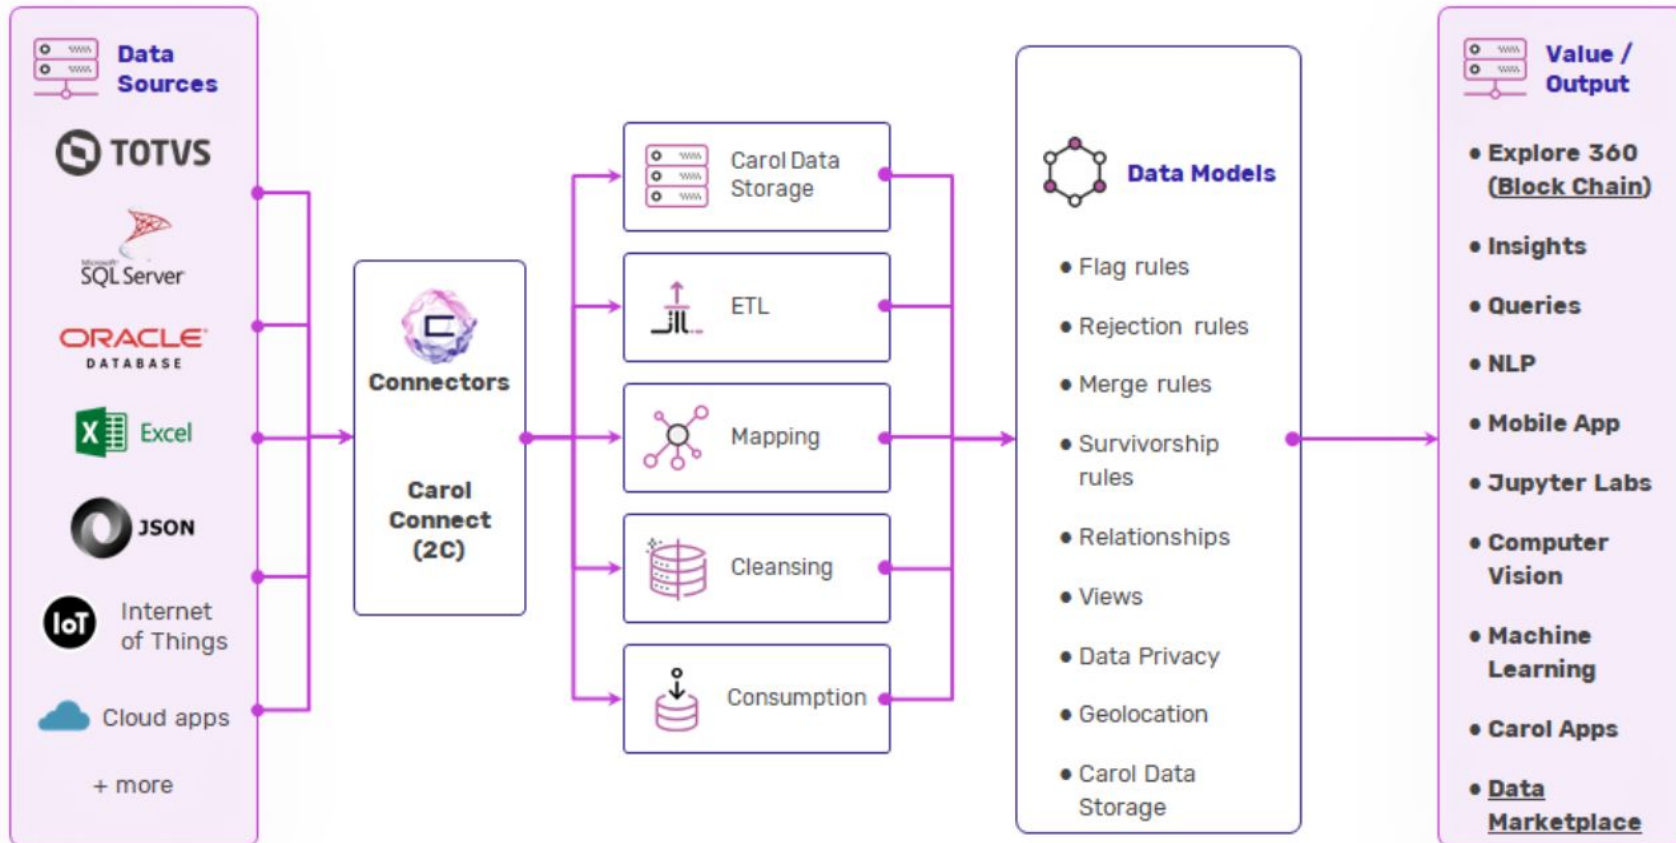 Data
Sources
TOTVS
Microsoft®
SQL Server
ORACLE®
DATABASE
X
Excel
JSON
IoT
Internet
of Things
Cloud apps
+ more
C
Connectors
Carol
Connect
(2C)
Carol Data
Storage
ETL
Mapping
Cleansing
Consumption
Data Models
• Flag rules
• Rejection rules
• Merge rules
• Survivorship
rules
• Relationships
• Views
• Data Privacy
• Geolocation
• Carol Data
Storage
Value /
Output
• Explore 360
(Block Chain)
• Insights
• Queries
• NLP
• Mobile App
• Jupyter Labs
• Computer
Vision
• Machine
Learning
• Carol Apps
• Data
Marketplace